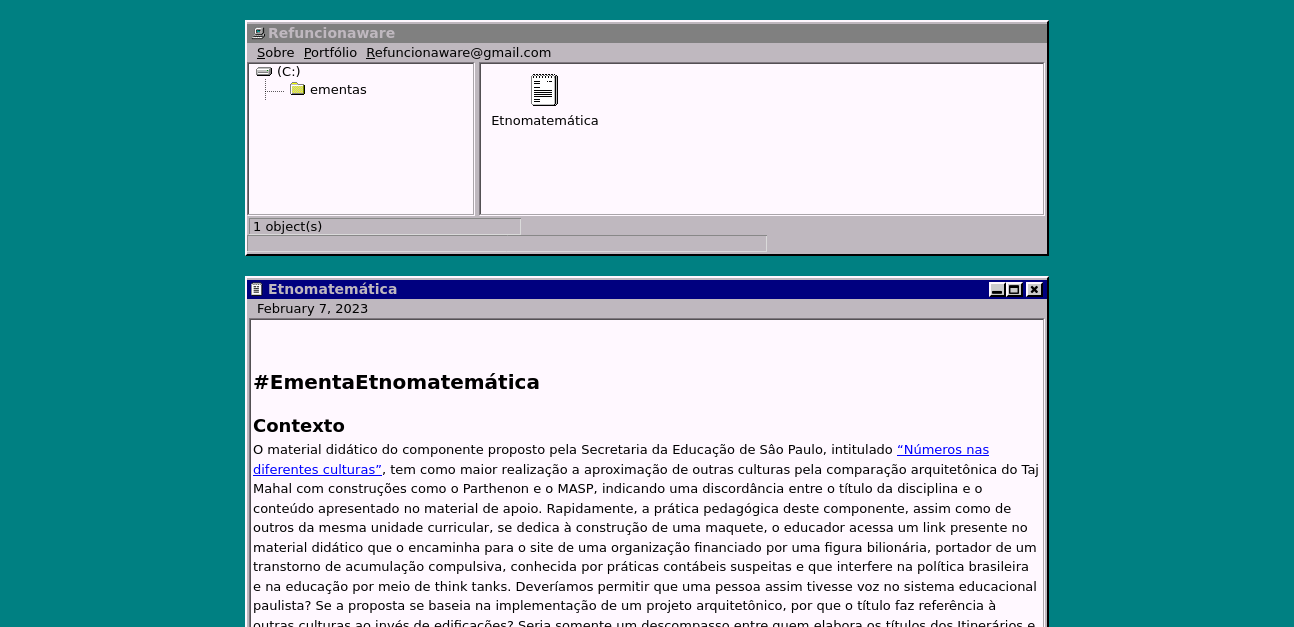 Refuncionaware
Sobre Portfólio Refuncionaware@gmail.com
(C:)
ementas
Etnomatemática
1 object(s)
Etnomatemática
February 7, 2023
#EmentaEtnomatemática
Contexto
O material didático do componente proposto pela Secretaria da Educação de Sâo Paulo, intitulado “Números nas
diferentes culturas”, tem como maior realização a aproximação de outras culturas pela comparação arquitetônica do Taj
Mahal com construções como o Parthenon e o MASP, indicando uma discordância entre o título da disciplina e o
conteúdo apresentado no material de apoio. Rapidamente, a prática pedagógica deste componente, assim como de
outros da mesma unidade curricular, se dedica à construção de uma maquete, o educador acessa um link presente no
material didático que o encaminha para o site de uma organização financiado por uma figura bilionária, portador de um
transtorno de acumulação compulsiva, conhecida por práticas contábeis suspeitas e que interfere na política brasileira
e na educação por meio de think tanks. Deveríamos permitir que uma pessoa assim tivesse voz no sistema educacional
paulista? Se a proposta se baseia na implementação de um projeto arquitetônico, por que o título faz referência à
outras culturas ao invés de edificações? Seria somente um descompasso entre quem elabora os títulos dos Itinerários e